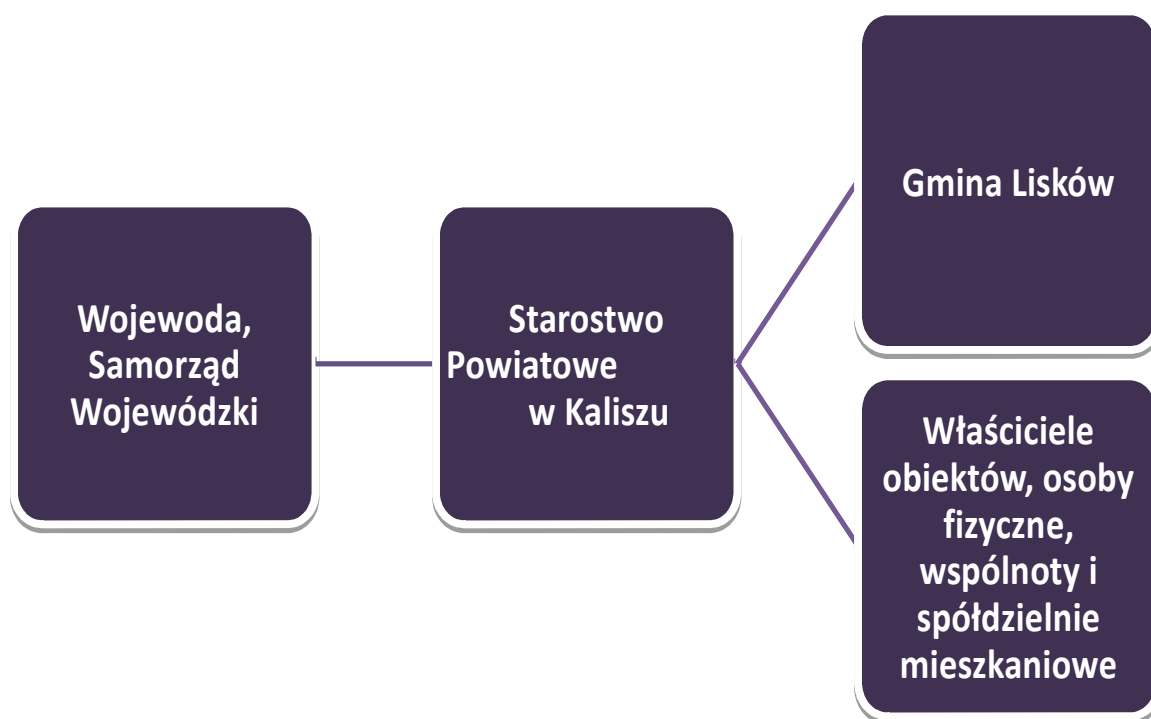 Wojewoda,
Samorząd
Wojewódzki
Starostwo
Powiatowe
w Kaliszu
Gmina Lisków
Właściciele
obiektów, osoby
fizyczne,
wspólnoty i
spółdzielnie
mieszkaniowe